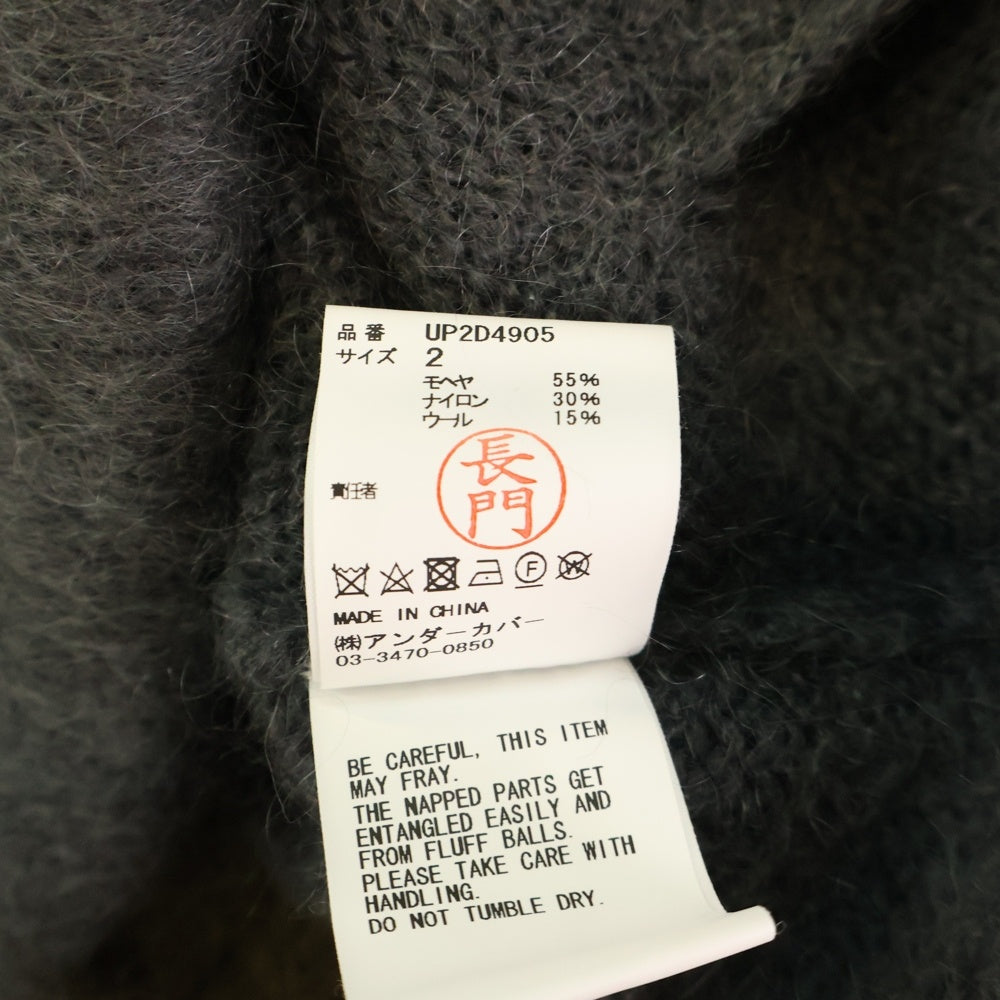 品番 UP2D4905
サイズ 2
モヘヤ 55%
ナイロン 30%
ウール 15%
長門
責任者
F W
MADE IN CHINA
㈱アンダーカバー
03-3470-0850
BE CAREFUL, THIS ITEM
MAY FRAY.
THE NAPPED PARTS GET
ENTANGLED EASILY AND
FROM FLUFF BALLS.
PLEASE TAKE CARE WITH
HANDLING.
DO NOT TUMBLE DRY.